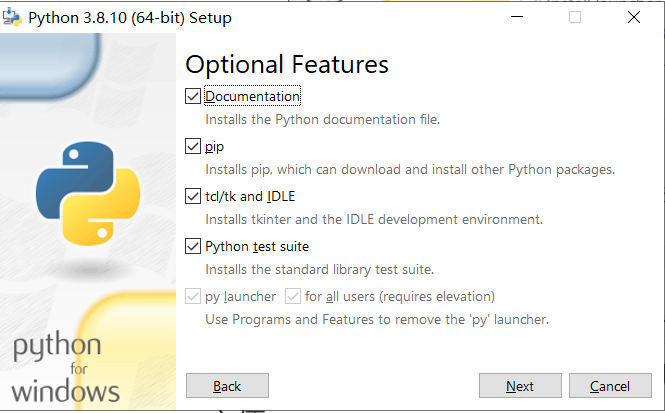 Python 3.8.10 (64-bit) Setup
Optional Features
Documentation
Installs the Python documentation file.
pip
Installs pip, which can download and install other Python packages.
tcl/tk and IDLE
Installs tkinter and the IDLE development environment.
Python test suite
Installs the standard library test suite.
py launcher for all users (requires elevation)
Use Programs and Features to remove the 'py' launcher.
python
for
windows
Back Next Cancel